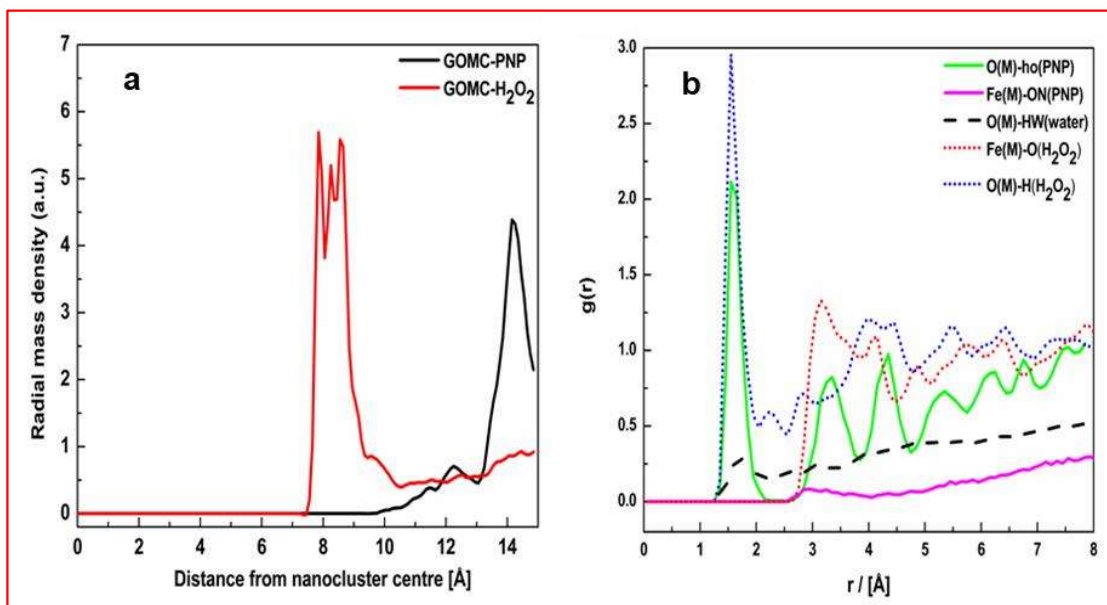 a
GOMC-PNP
GOMC-H₂O₂
Radial mass density (a.u.)
7
6
5
4
3
2
1
0
0 2 4 6 8 10 12 14
Distance from nanocluster centre [Å]
b
O(M)-ho(PNP)
Fe(M)-ON(PNP)
O(M)-HW(water)
Fe(M)-O(H₂O₂)
O(M)-H(H₂O₂)
g(r)
3.0
2.5
2.0
1.5
1.0
0.5
0.0
0 1 2 3 4 5 6 7 8
r / [Å]